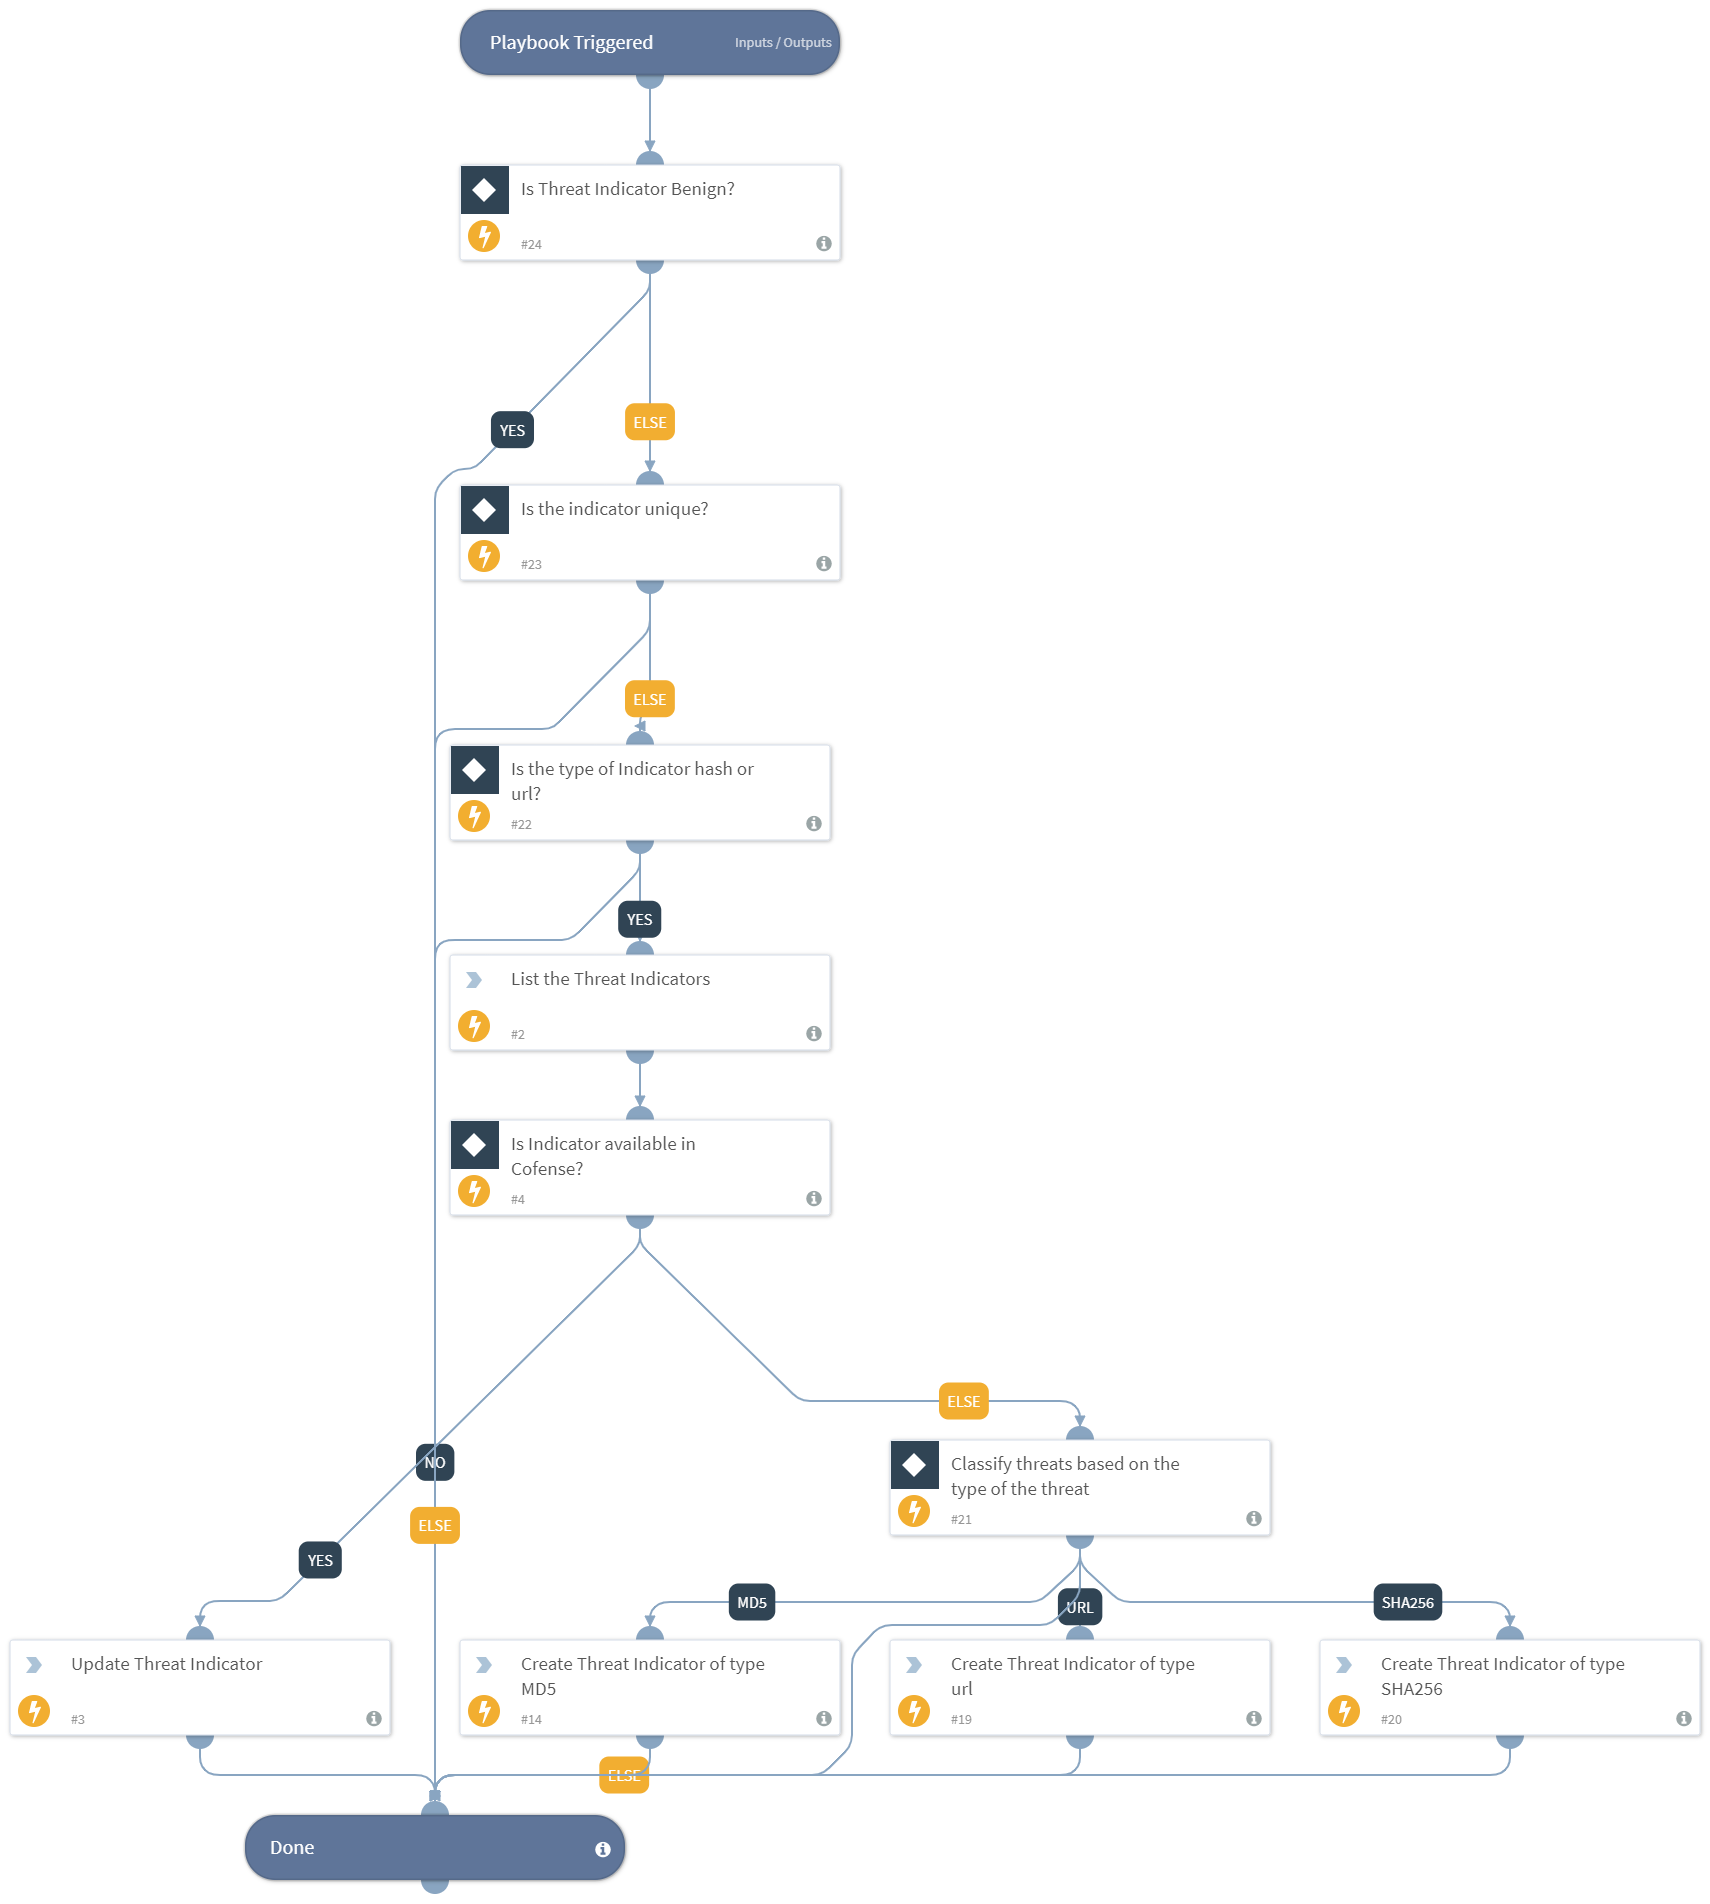 Playbook Triggered
Inputs / Outputs
Is Threat Indicator Benign?
#24
YES
ELSE
Is the indicator unique?
#23
ELSE
Is the type of Indicator hash or
url?
#22
YES
List the Threat Indicators
#2
Is Indicator available in
Cofense?
#4
ELSE
NO
Classify threats based on the
type of the threat
#21
ELSE
YES
MD5
URL
SHA256
Update Threat Indicator
#3
Create Threat Indicator of type
MD5
#14
Create Threat Indicator of type
url
#19
Create Threat Indicator of type
SHA256
#20
ELSE
Done